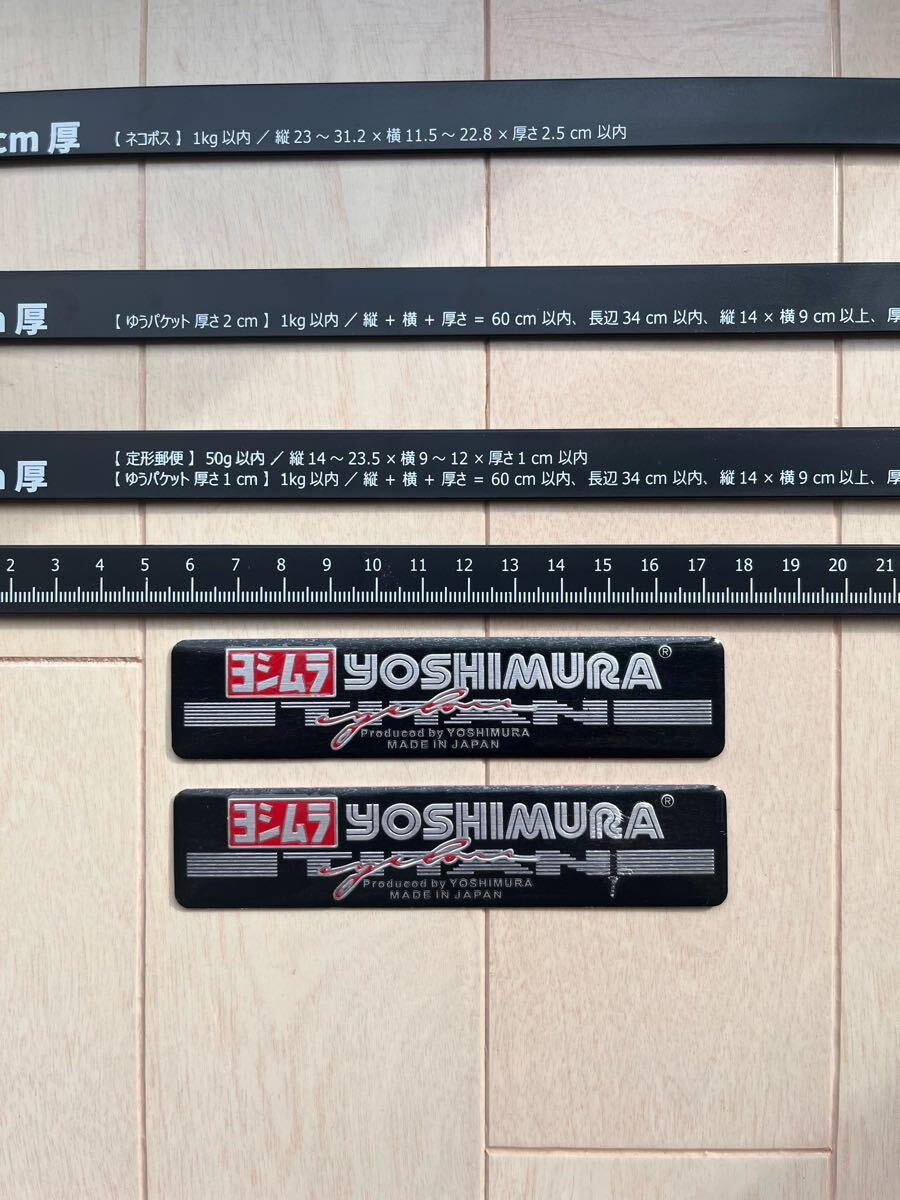 cm 厚
【 ネコポス 】 1kg 以内 ／ 縦 23 ～ 31.2 × 横 11.5～ 22.8 × 厚さ 2.5 cm 以内
厚
【 ゆうパケット 厚さ 2 cm 】 1kg 以内 ／ 縦 + 横 + 厚さ = 60 cm 以内、長辺 34 cm 以内、縦 14 × 横 9 cm 以上、厚
厚
【 定形郵便 】 50g 以内 ／ 縦 14 ～ 23.5 × 横 9 ～ 12 × 厚さ 1 cm 以内
【 ゆうパケット 厚さ 1 cm 】 1kg 以内 ／ 縦 + 横 + 厚さ = 60 cm 以内、長辺 34 cm 以内、縦 14 × 横 9 cm 以上、厚
2 3 4 5 6 7 8 9 10 11 12 13 14 15 16 17 18 19 20 21
ヨシムラ YOSHIMURA ®
TITAN cyclone
Produced by YOSHIMURA
MADE IN JAPAN
ヨシムラ YOSHIMURA ®
TITAN cyclone
Produced by YOSHIMURA
MADE IN JAPAN